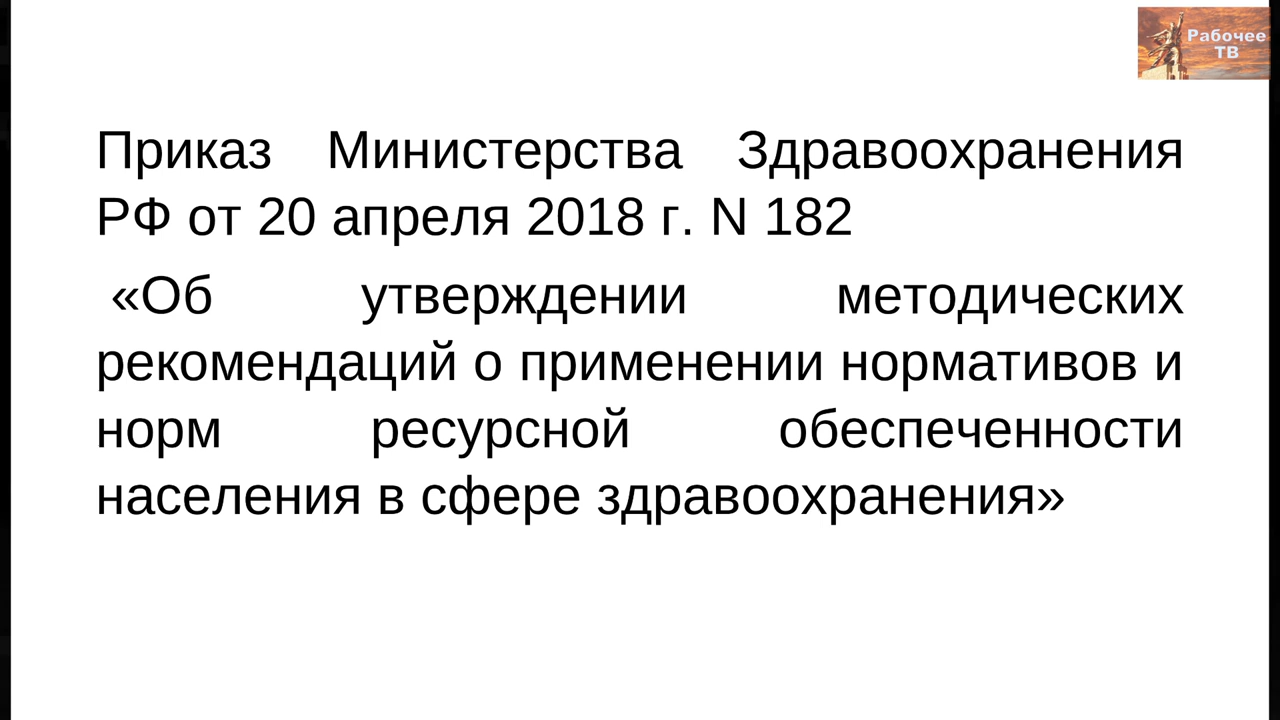 Рабочее
ТВ
Приказ Министерства Здравоохранения
РФ от 20 апреля 2018 г. N 182
«Об утверждении методических
рекомендаций о применении нормативов и
норм ресурсной обеспеченности
населения в сфере здравоохранения»